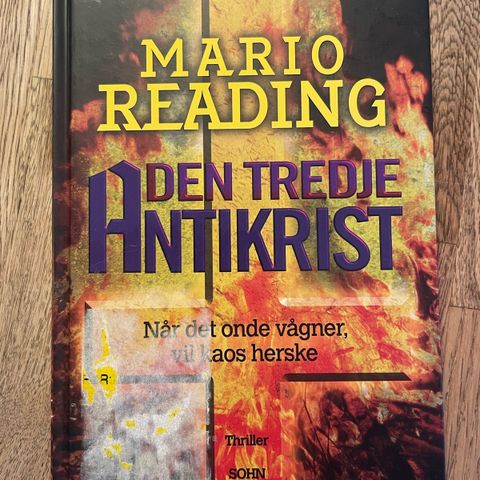 MARIO
READING
DEN TREDJE
ANTIKRIST
Når det onde vågner,
vil kaos herske
R
Thriller
SOHN